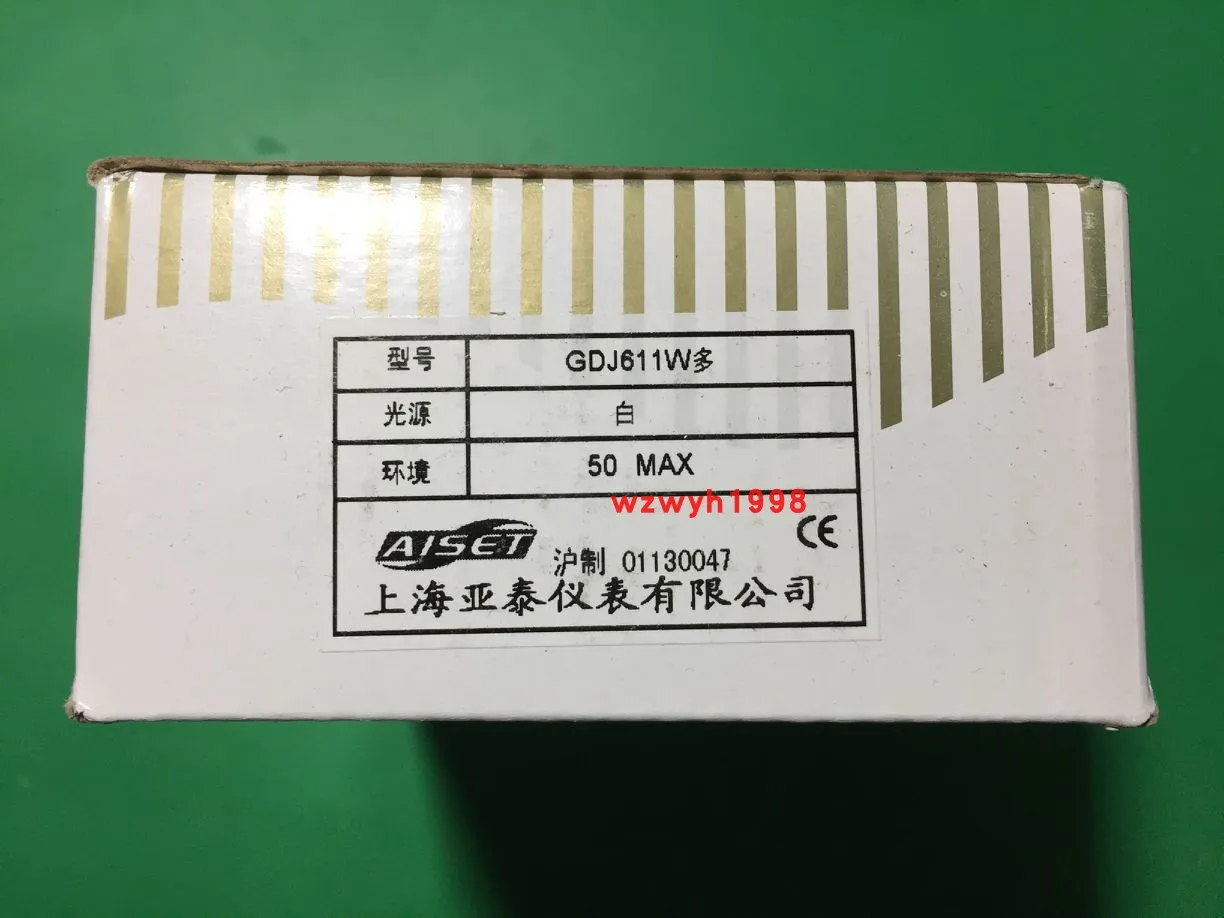 型号 GDJ611W多
光源 白
环境 50 MAX
wzwyh1998
CE
AISET 沪制 01130047
上海亚泰仪表有限公司